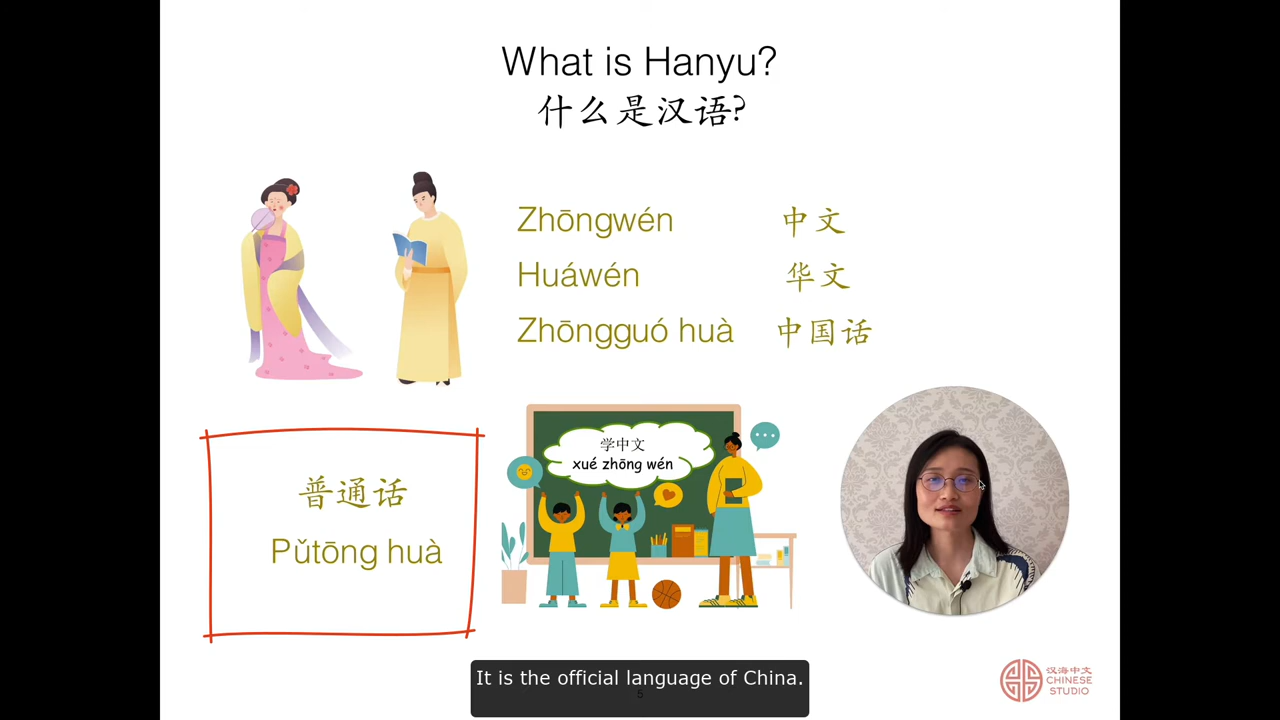 What is Hanyu?
什么是汉语?
Zhōngwén 中文
Huáwén 华文
Zhōngguó huà 中国话
普通话
Pǔtōng huà
学中文
xué zhōng wén
It is the official language of China.
5
汉海中文
CHINESE
STUDIO